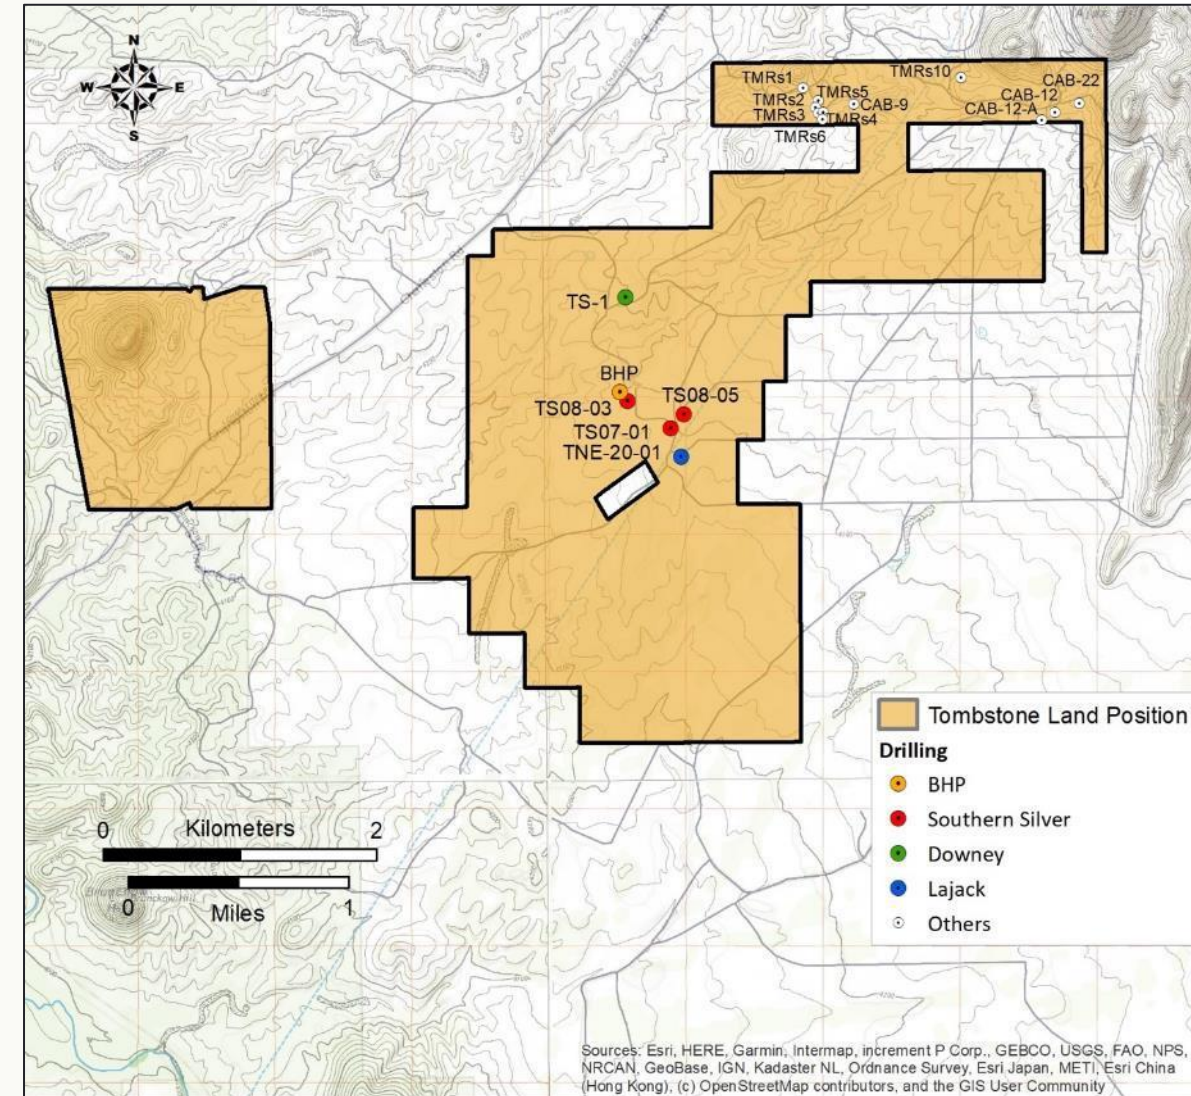 N
W E
S
TMRs1
TMRs10
CAB-22
TMRs2
TMRs5
CAB-12
TMRs3
CAB-9
CAB-12-A
TMRs4
TMRs6
TS-1
BHP
TS08-03
TS08-05
TS07-01
TNE-20-01
Tombstone Land Position
Drilling
BHP
Southern Silver
Downey
Lajack
Others
0 Kilometers 2
0 Miles 1
Sources: Esri, HERE, Garmin, Intermap, increment P Corp., GEBCO, USGS, FAO, NPS,
NRCAN, GeoBase, IGN, Kadaster NL, Ordnance Survey, Esri Japan, METI, Esri China
(Hong Kong), (c) OpenStreetMap contributors, and the GIS User Community